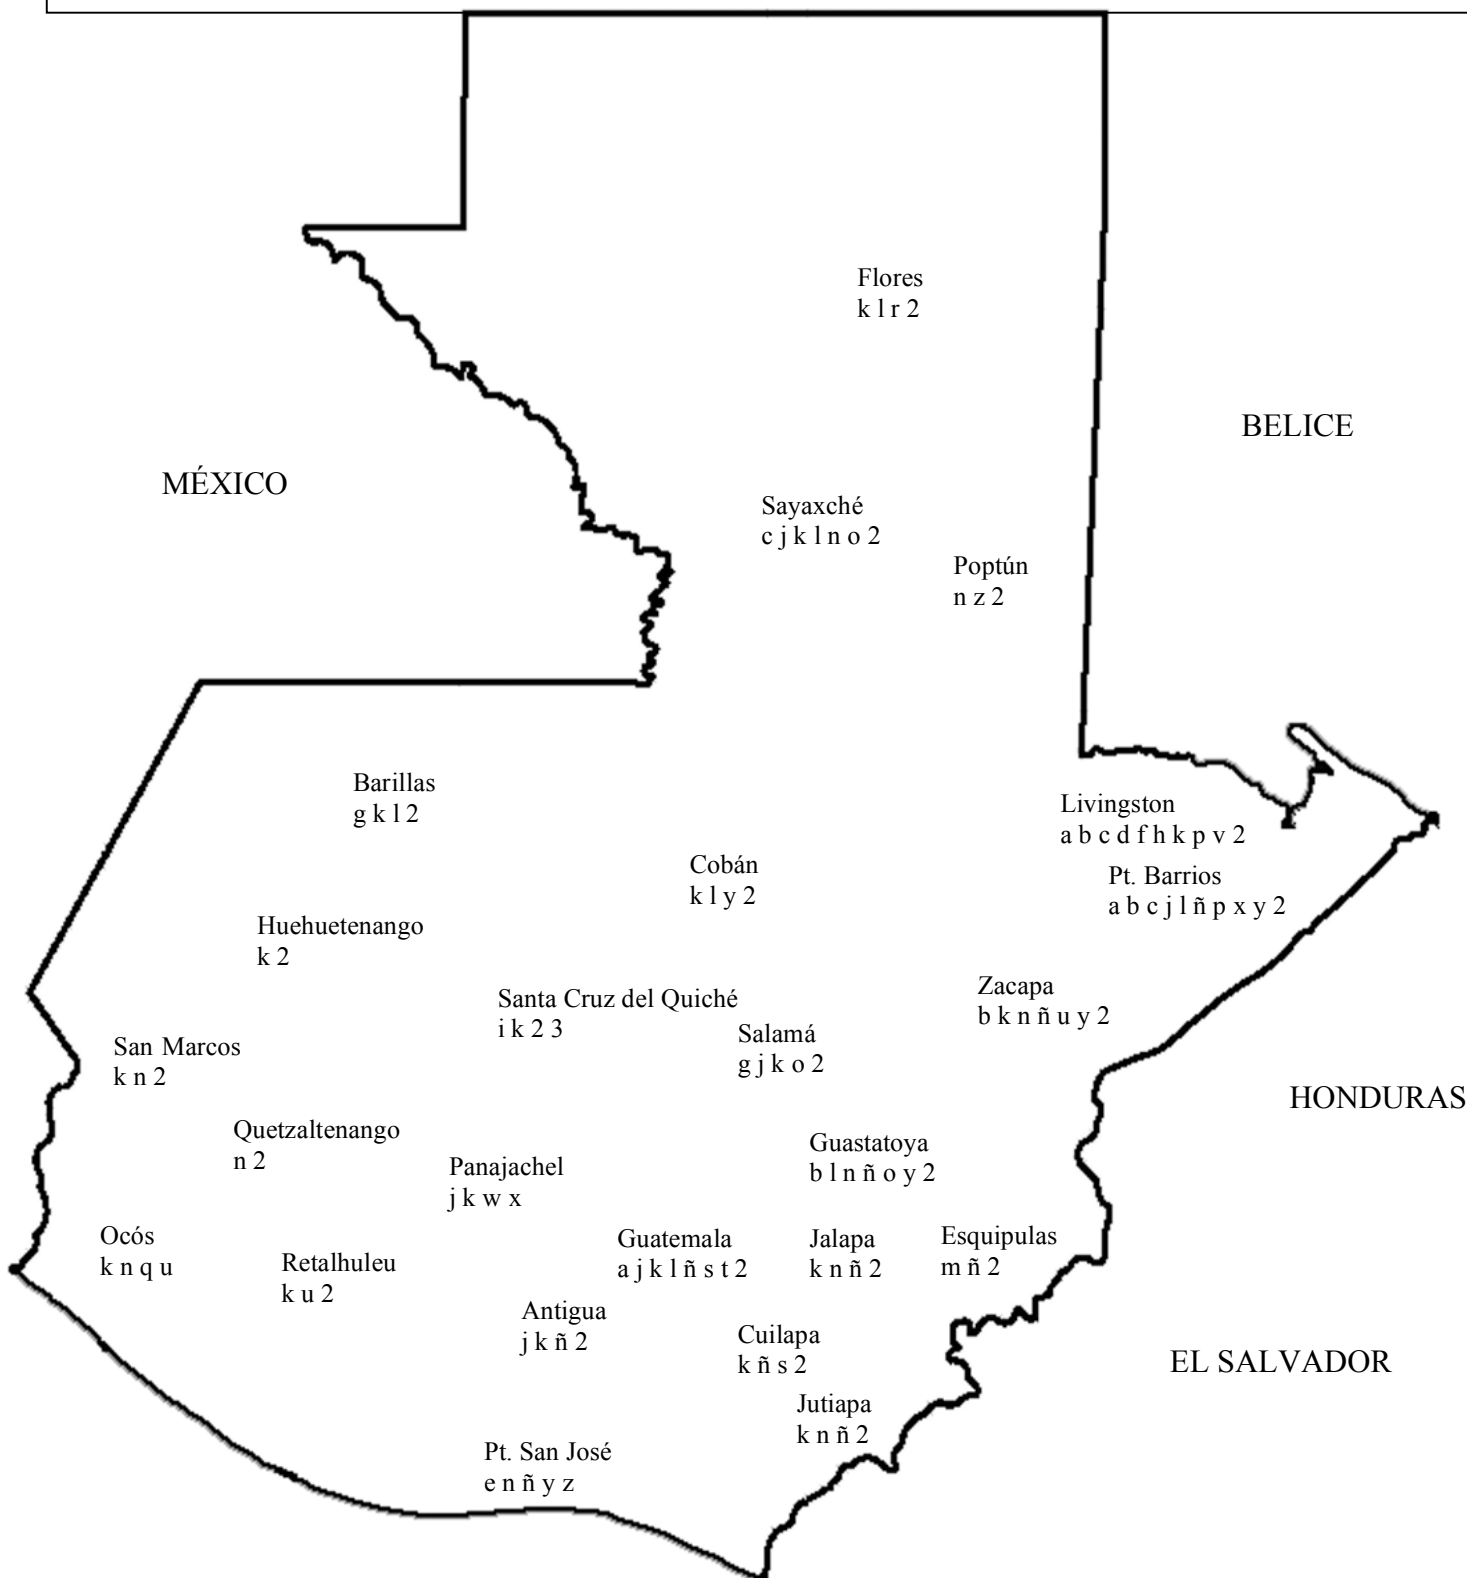 Flores
k l r 2
BELICE
MÉXICO
Sayaxché
c j k l n o 2
Poptún
n z 2
Barillas
g k l 2
Livingston
a b c d f h k p v 2
Cobán
k l y 2
Pt. Barrios
a b c j l ñ p x y 2
Huehuetenango
k 2
Santa Cruz del Quiché
i k 2 3
Zacapa
b k n ñ u y 2
Salamá
g j k o 2
San Marcos
k n 2
HONDURAS
Quetzaltenango
n 2
Guastatoya
b l n ñ o y 2
Panajachel
j k w x
Ocós
k n q u
Retalhuleu
k u 2
Guatemala
a j k l ñ s t 2
Jalapa
k n ñ 2
Esquipulas
m ñ 2
Antigua
j k ñ 2
Cuilapa
k ñ s 2
EL SALVADOR
Jutiapa
k n ñ 2
Pt. San José
e n ñ y z